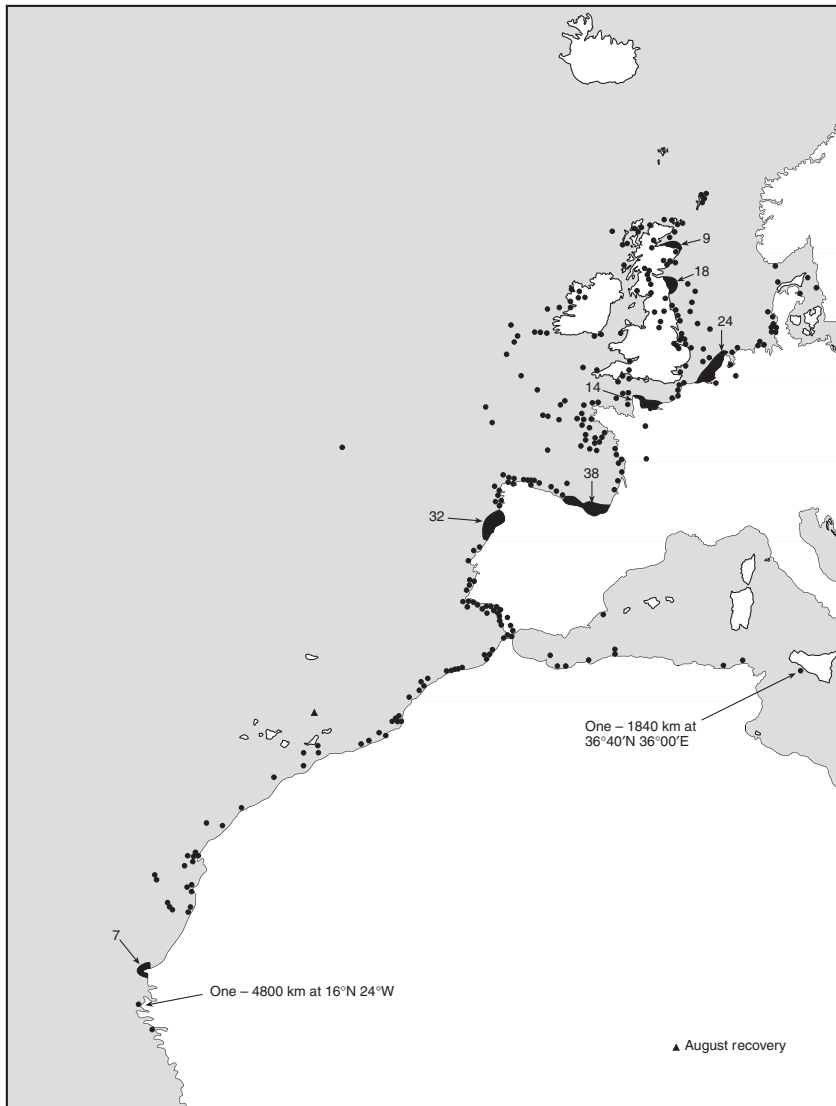 9
18
24
14
38
32
One – 1840 km at
36°40′N 36°00′E
7
One – 4800 km at 16°N 24°W
▲ August recovery